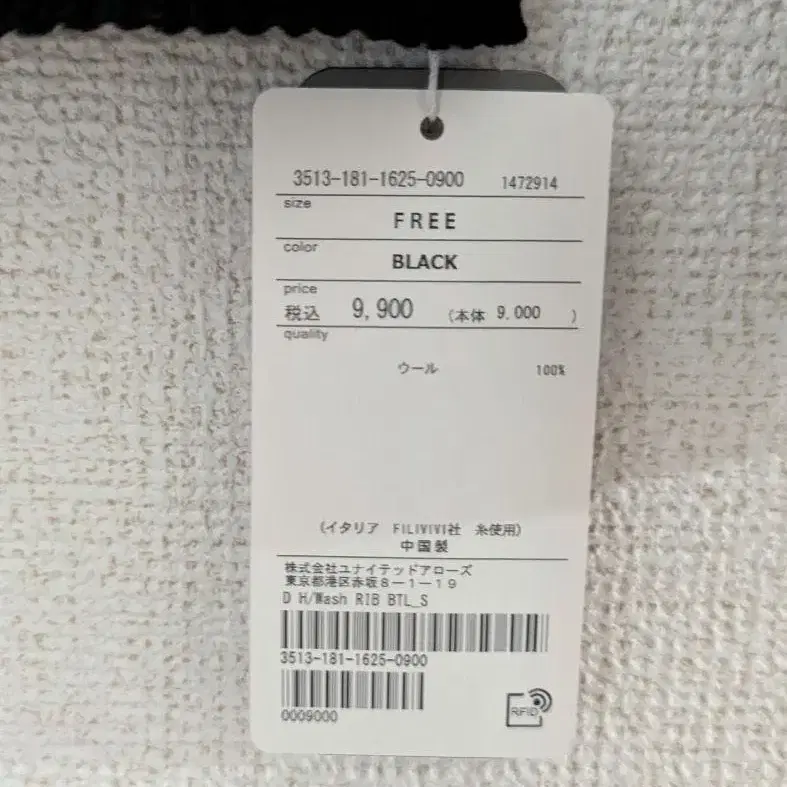 3513-181-1625-0900 1472914
size
FREE
color
BLACK
price
税込 9,900 (本体 9.000 )
quality
ウール 100%
(イタリア FILIVIVI社 糸使用)
中国製
株式会社ユナイテッドアローズ
東京都港区赤坂8－1－19
D H/Wash RIB BTL_S
3513-181-1625-0900
0009000
RFID